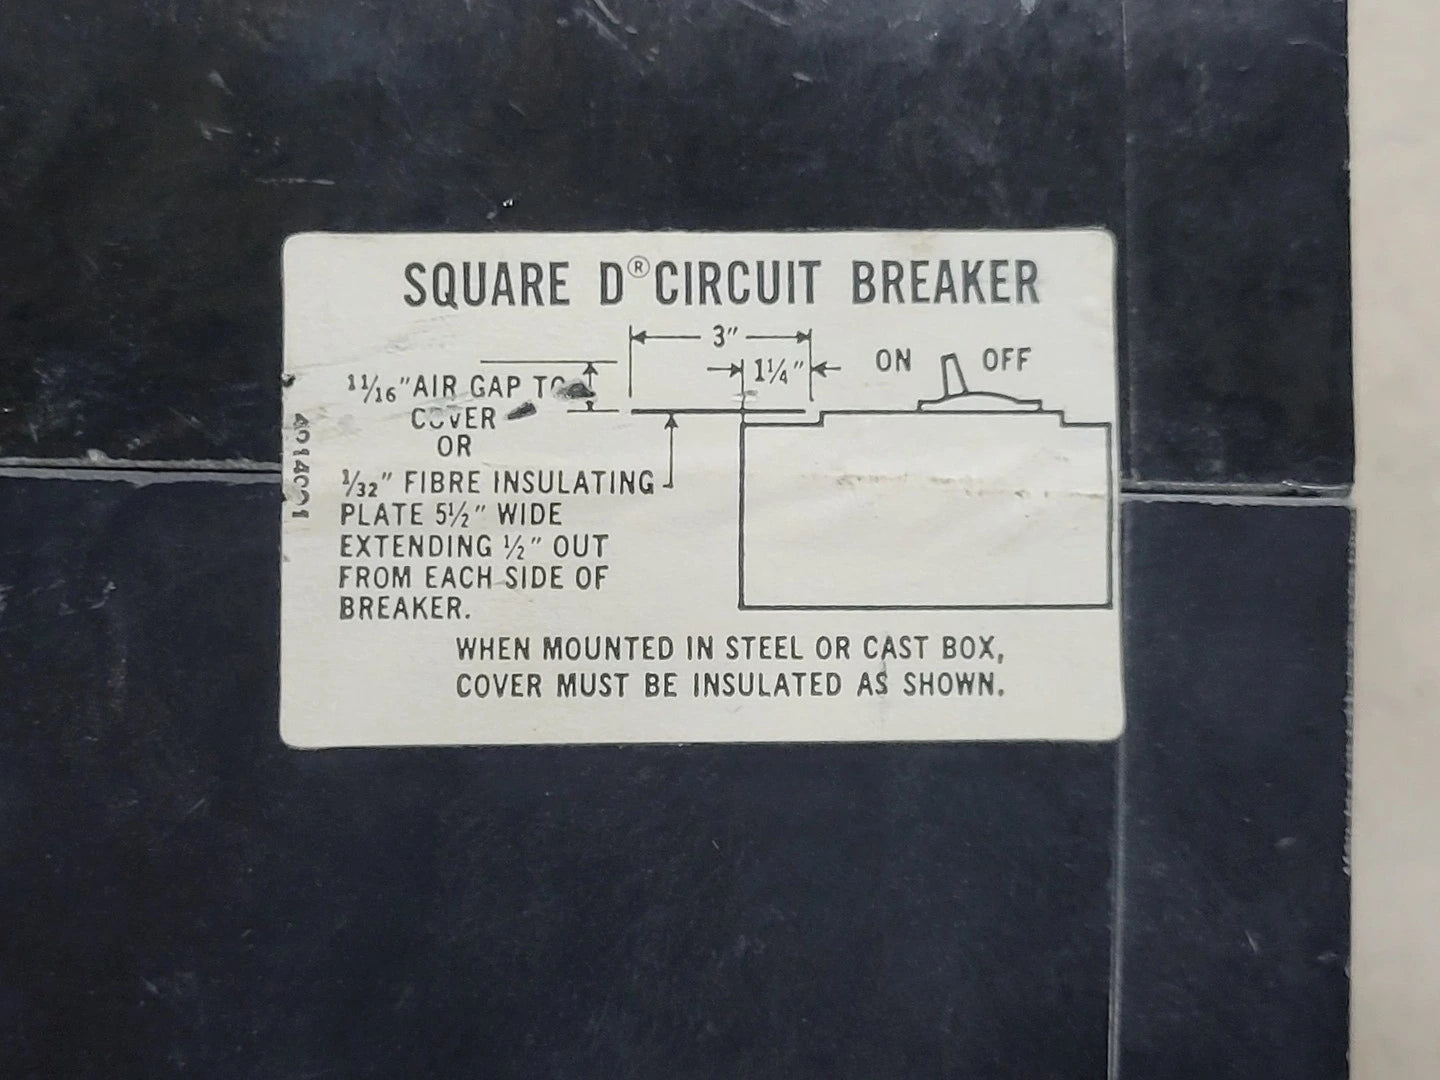 SQUARE D® CIRCUIT BREAKER
3"
1¼"
ON OFF
1 1/16" AIR GAP TO
COVER
OR
1/32" FIBRE INSULATING
PLATE 5½" WIDE
EXTENDING ½" OUT
FROM EACH SIDE OF
BREAKER.
WHEN MOUNTED IN STEEL OR CAST BOX,
COVER MUST BE INSULATED AS SHOWN.